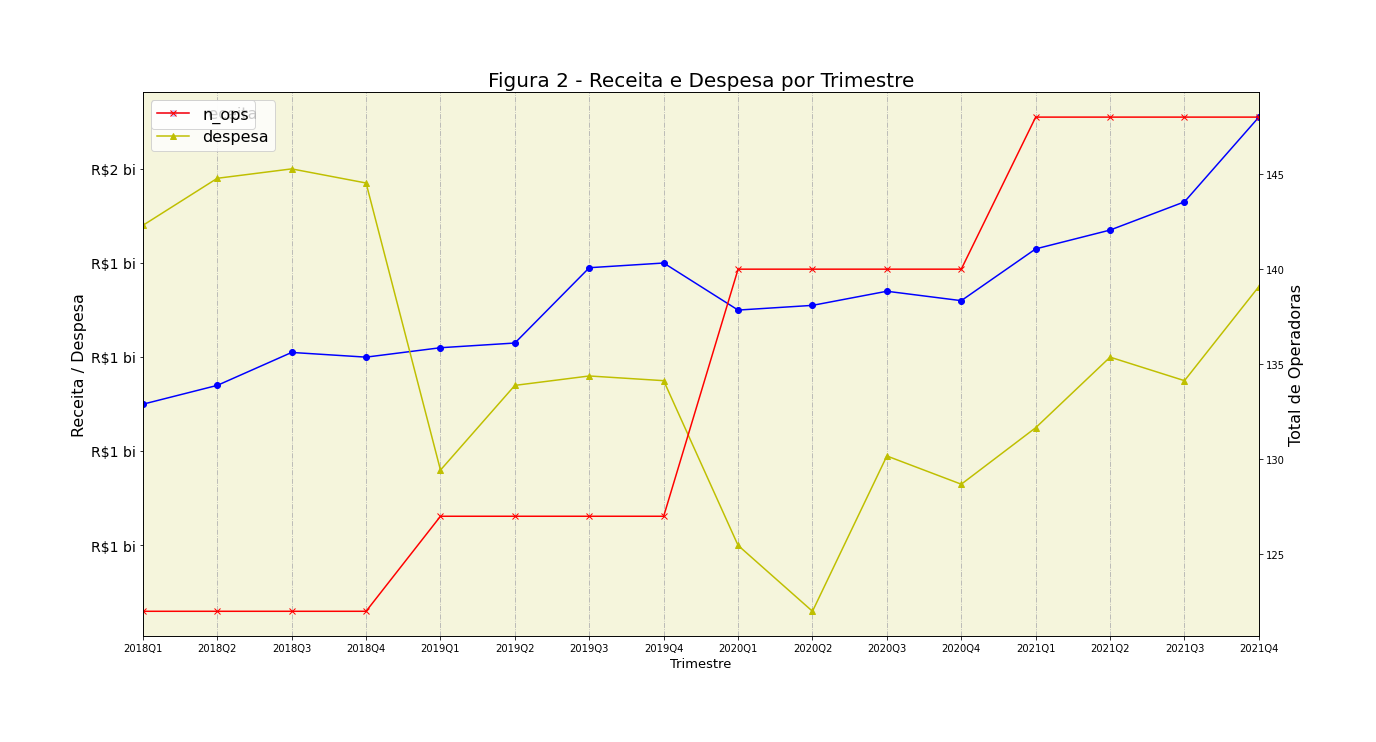 Figura 2 - Receita e Despesa por Trimestre
n_ops
despesa
Receita / Despesa
R$2 bi
R$1 bi
R$1 bi
R$1 bi
R$1 bi
145
140
135
130
125
Total de Operadoras
2018Q1 2018Q2 2018Q3 2018Q4 2019Q1 2019Q2 2019Q3 2019Q4 2020Q1 2020Q2 2020Q3 2020Q4 2021Q1 2021Q2 2021Q3 2021Q4
Trimestre